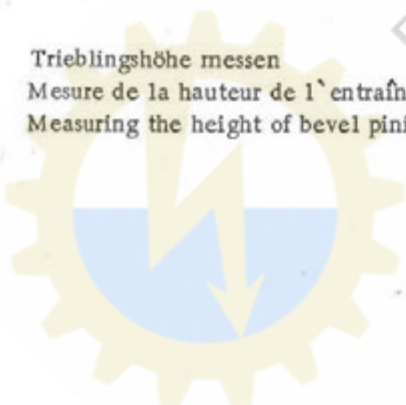 Trieblingshöhe messen
Mesure de la hauteur de l`entraîn
Measuring the height of bevel pini